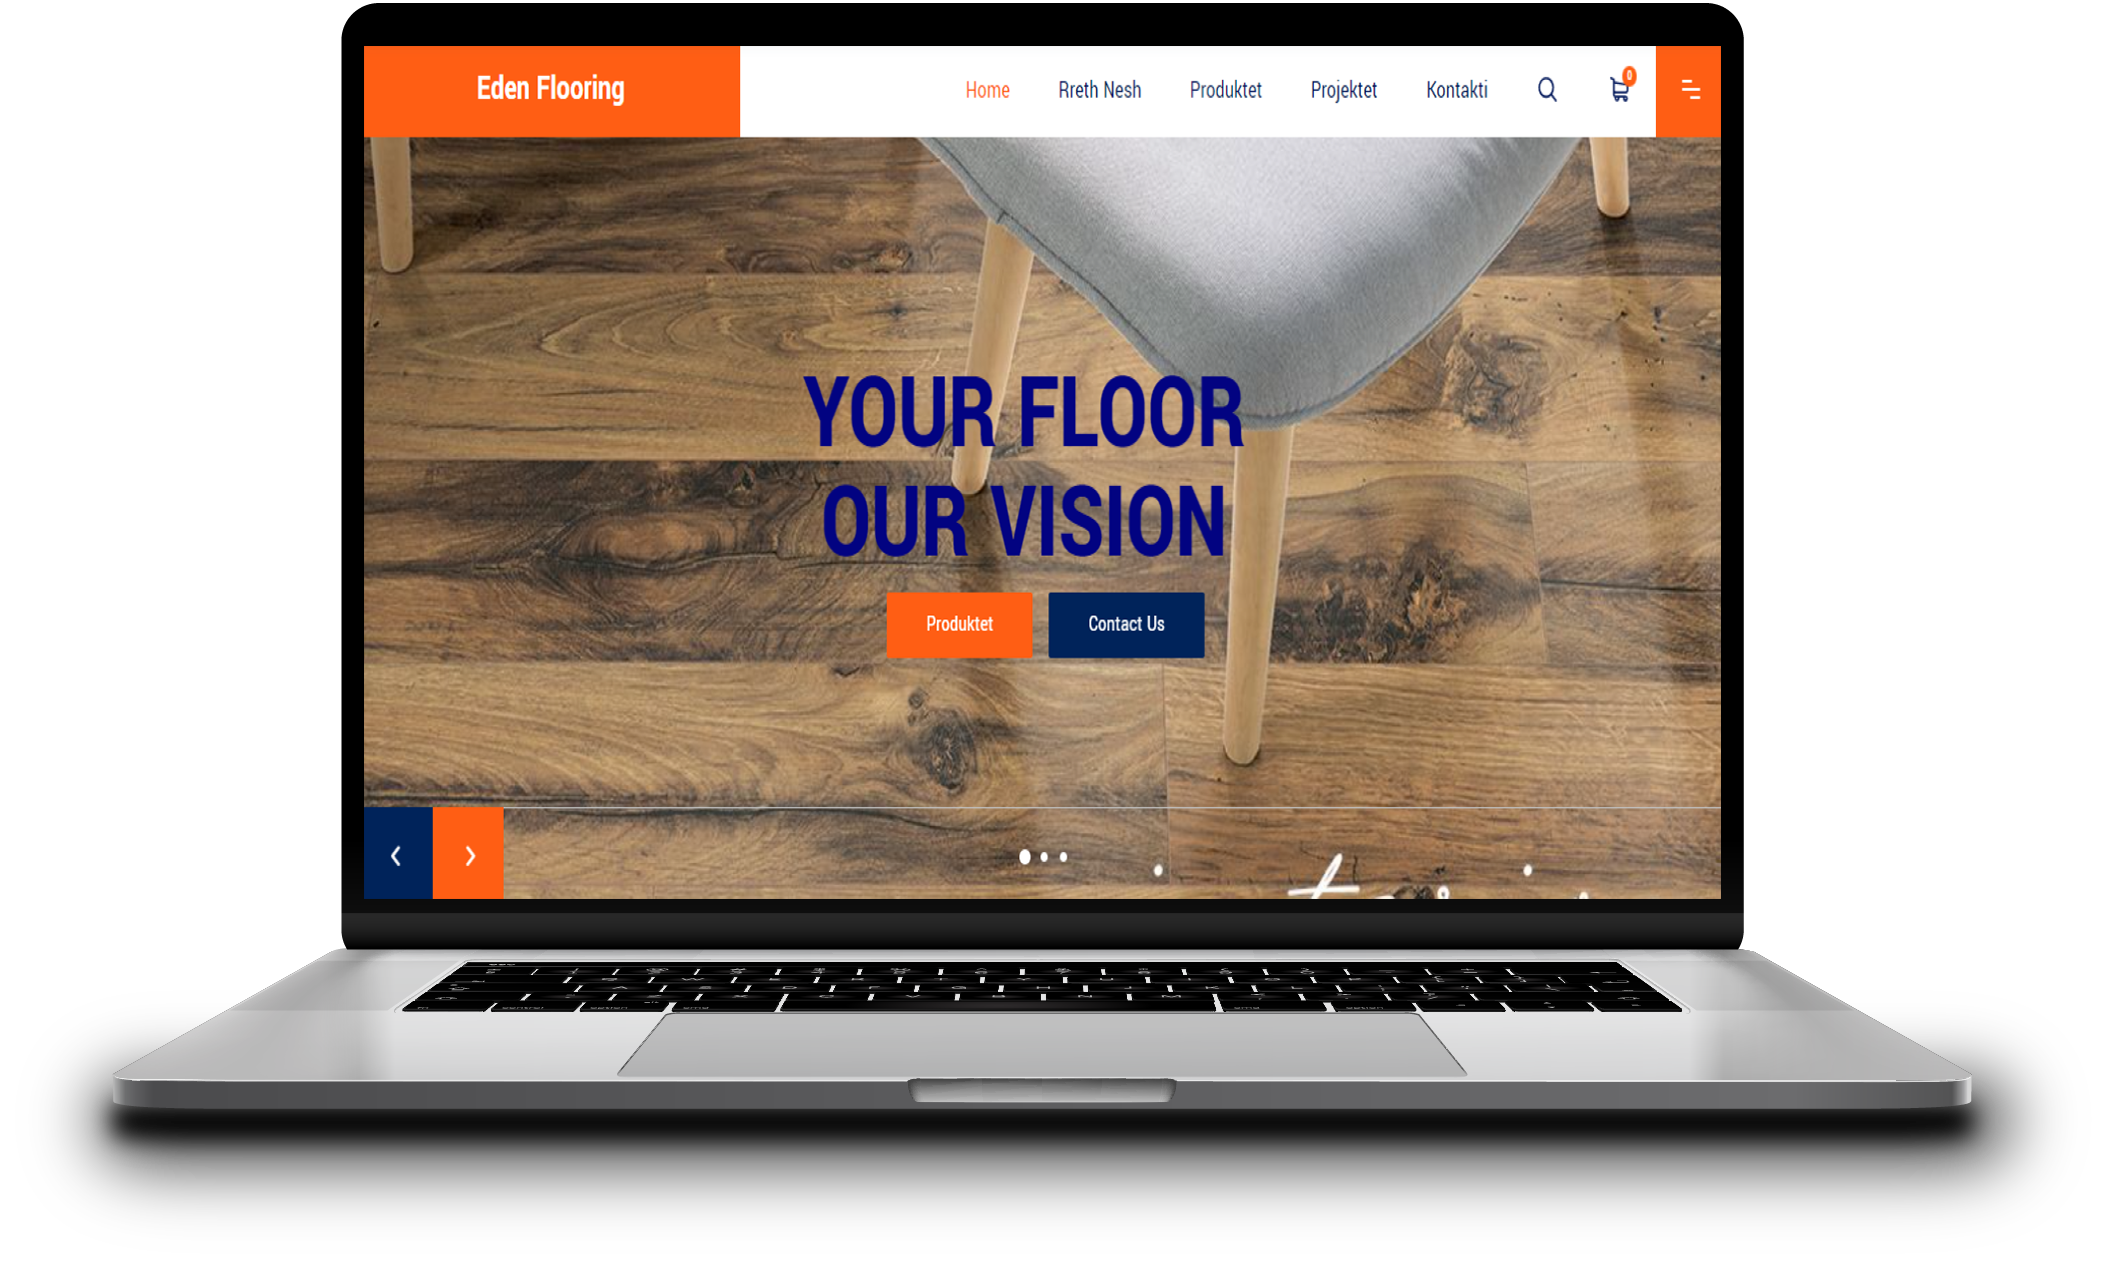 Eden Flooring
Home Rreth Nesh Produktet Projektet Kontakti 0
YOUR FLOOR
OUR VISION
Produktet Contact Us